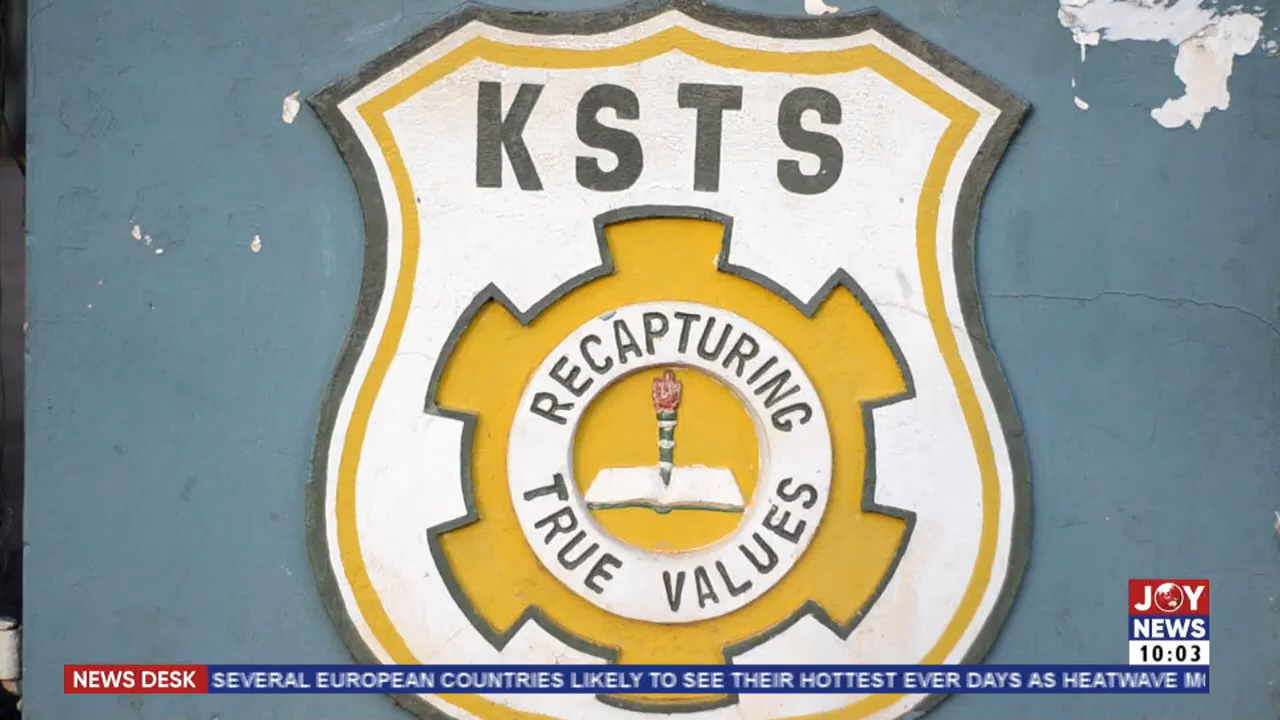 KSTS
RECAPTURING
TRUE VALUES
JOY
NEWS
10:03
NEWS DESK
SEVERAL EUROPEAN COUNTRIES LIKELY TO SEE THEIR HOTTEST EVER DAYS AS HEATWAVE